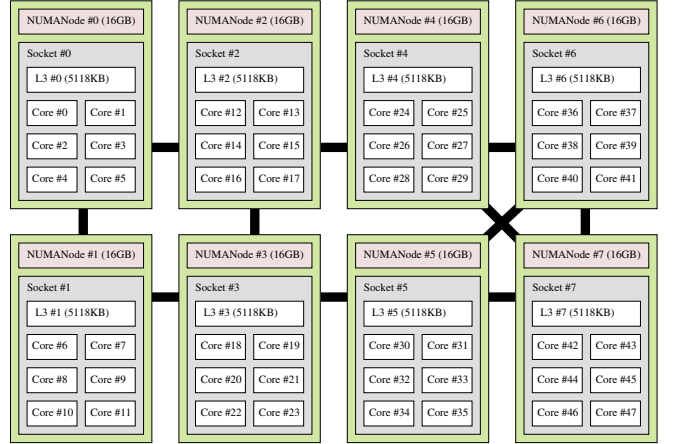 NUMANode #0 (16GB)
Socket #0
L3 #0 (5118KB)
Core #0 Core #1
Core #2 Core #3
Core #4 Core #5
NUMANode #2 (16GB)
Socket #2
L3 #2 (5118KB)
Core #12 Core #13
Core #14 Core #15
Core #16 Core #17
NUMANode #4 (16GB)
Socket #4
L3 #4 (5118KB)
Core #24 Core #25
Core #26 Core #27
Core #28 Core #29
NUMANode #6 (16GB)
Socket #6
L3 #6 (5118KB)
Core #36 Core #37
Core #38 Core #39
Core #40 Core #41
NUMANode #1 (16GB)
Socket #1
L3 #1 (5118KB)
Core #6 Core #7
Core #8 Core #9
Core #10 Core #11
NUMANode #3 (16GB)
Socket #3
L3 #3 (5118KB)
Core #18 Core #19
Core #20 Core #21
Core #22 Core #23
NUMANode #5 (16GB)
Socket #5
L3 #5 (5118KB)
Core #30 Core #31
Core #32 Core #33
Core #34 Core #35
NUMANode #7 (16GB)
Socket #7
L3 #7 (5118KB)
Core #42 Core #43
Core #44 Core #45
Core #46 Core #47